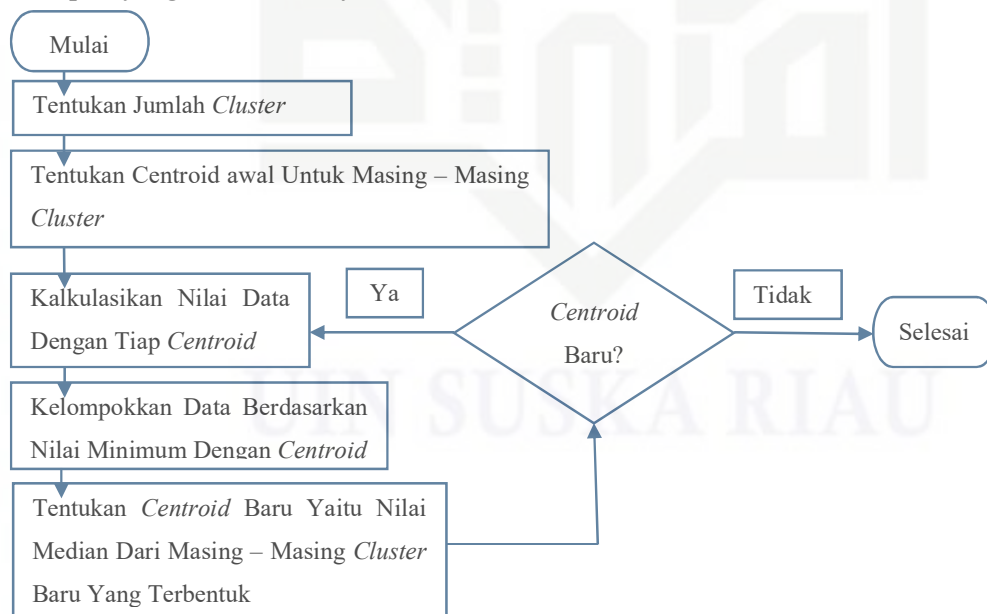 Mulai
Tentukan Jumlah Cluster
Tentukan Centroid awal Untuk Masing – Masing
Cluster
Kalkulasikan Nilai Data
Dengan Tiap Centroid
Kelompokkan Data Berdasarkan
Nilai Minimum Dengan Centroid
Tentukan Centroid Baru Yaitu Nilai
Median Dari Masing – Masing Cluster
Baru Yang Terbentuk
Ya
Centroid
Baru?
Tidak
Selesai
UIN SUSKA RIAU